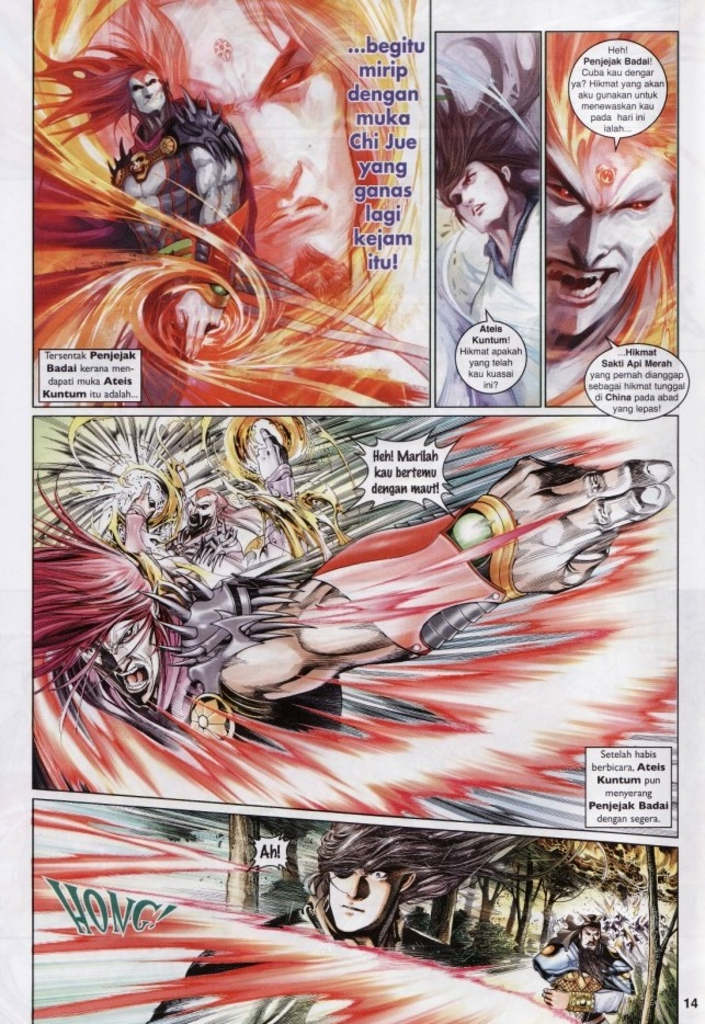 Tersentak Penjejak
Badai kerana men-
dapati muka Ateis
Kuntum itu adalah...
...begitu
mirip
dengan
muka
Chi Jue
yang
ganas
lagi
kejam
itu!
Ateis
Kuntum!
Hikmat apakah
yang telah
kau kuasai
ini?
Heh!
Penjejak Badai!
Cuba kau dengar
ya? Hikmat yang akan
aku gunakan untuk
menewaskan kau
pada hari ini
ialah...
...Hikmat
Sakti Api Merah
yang pernah dianggap
sebagai hikmat tunggal
di China pada abad
yang lepas!
Heh! Marilah
kau bertemu
dengan maut!
Setelah habis
berbicara, Ateis
Kuntum pun
menyerang
Penjejak Badai
dengan segera.
Ah!
HONG!
14